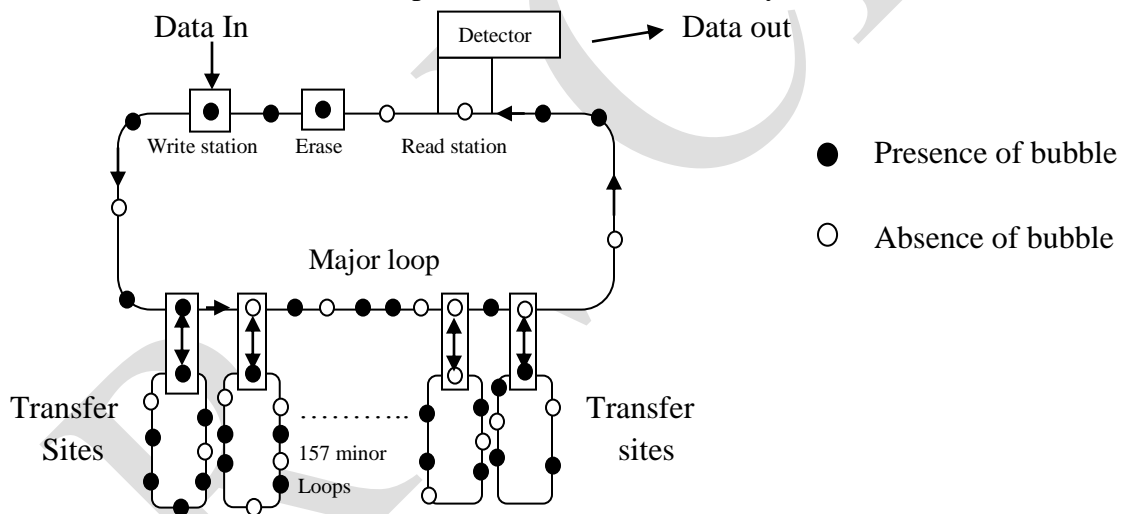 Data In
Detector
Data out
Write station
Erase
Read station
Presence of bubble
Absence of bubble
Major loop
Transfer
Sites
………..
157 minor
Loops
Transfer
sites